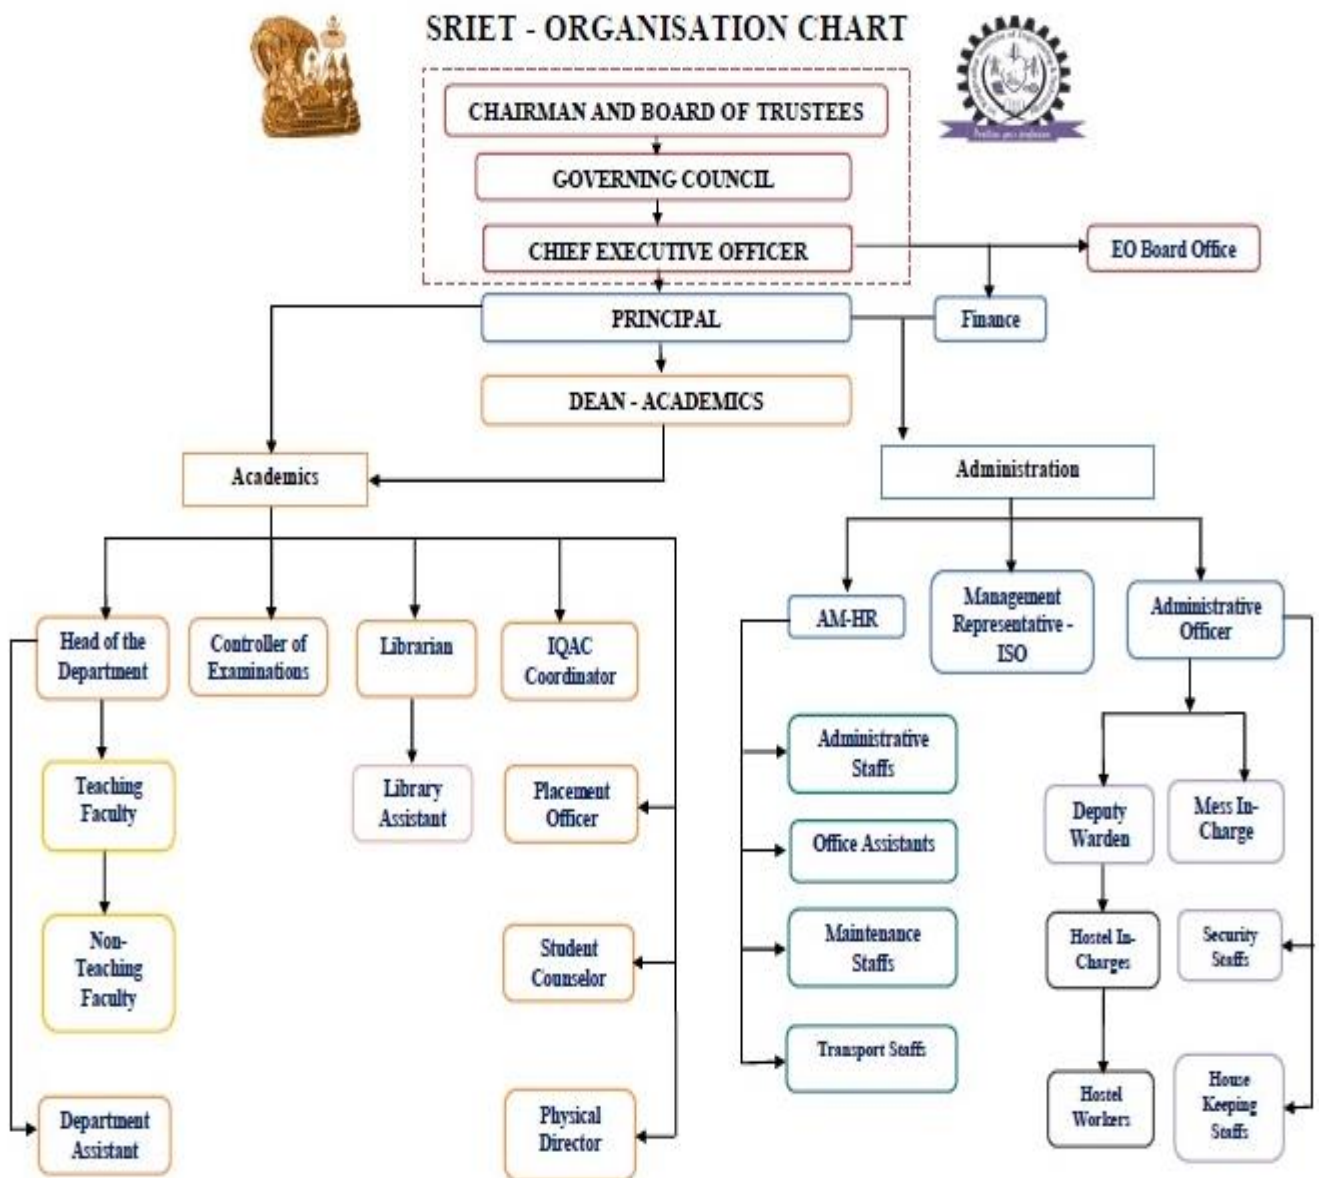 SRIET - ORGANISATION CHART
CHAIRMAN AND BOARD OF TRUSTEES
GOVERNING COUNCIL
CHIEF EXECUTIVE OFFICER
EO Board Office
PRINCIPAL
Finance
DEAN - ACADEMICS
Academics
Administration
Head of the
Department
Controller of
Examinations
Librarian
IQAC
Coordinator
AM-HR
Management
Representative -
ISO
Administrative
Officer
Teaching
Faculty
Library
Assistant
Placement
Officer
Administrative
Staffs
Deputy
Warden
Mess In-
Charge
Office Assistants
Non-
Teaching
Faculty
Student
Counselor
Maintenance
Staffs
Hostel In-
Charges
Security
Staffs
Transport Staffs
Department
Assistant
Physical
Director
Hostel
Workers
House
Keeping
Staffs